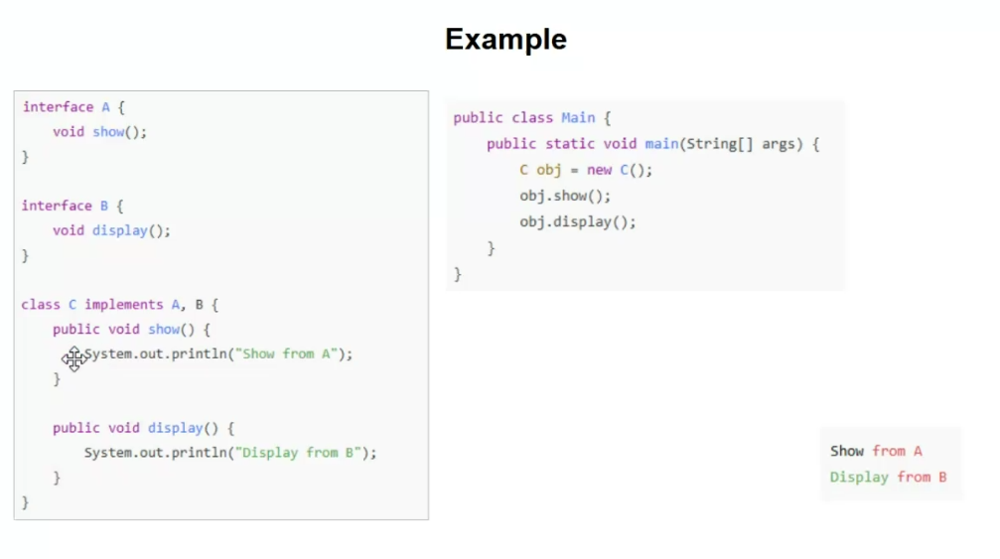 Example
interface A {
    void show();
}
interface B {
    void display();
}
class C implements A, B {
    public void show() {
        System.out.println("Show from A");
    }
    public void display() {
        System.out.println("Display from B");
    }
}
public class Main {
    public static void main(String[] args) {
        C obj = new C();
        obj.show();
        obj.display();
    }
}
Show from A
Display from B